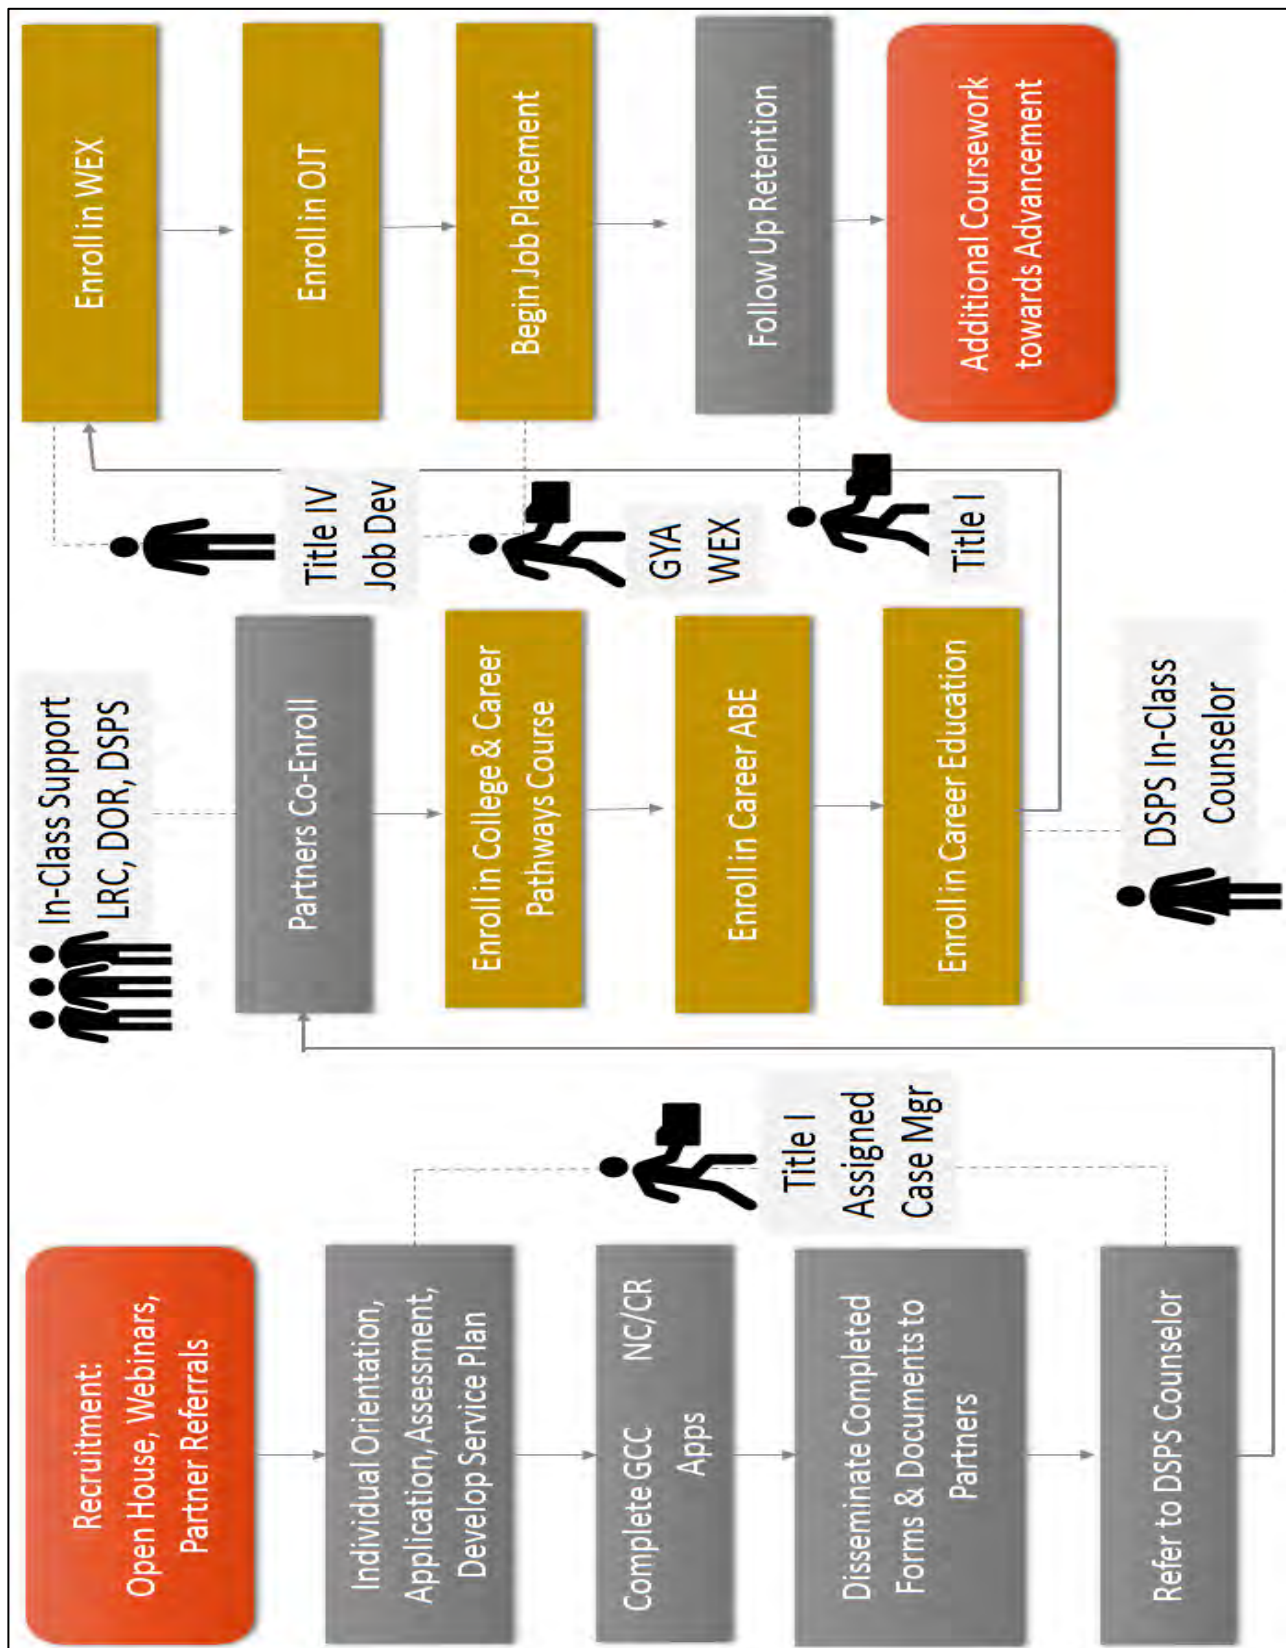 Recruitment:
Open House, Webinars,
Partner Referrals
Individual Orientation,
Application, Assessment,
Develop Service Plan
Complete GCC NC/CR
Apps
Disseminate Completed
Forms & Documents to
Partners
Refer to DSPS Counselor
Title I
Assigned
Case Mgr
In-Class Support
LRC, DOR, DSPS
Partners Co-Enroll
Enroll in College & Career
Pathways Course
Enroll in Career ABE
Enroll in Career Education
DSPS In-Class
Counselor
Title IV
Job Dev
GYA
WEX
Title I
Enroll in WEX
Enroll in OJT
Begin Job Placement
Follow Up Retention
Additional Coursework
towards Advancement